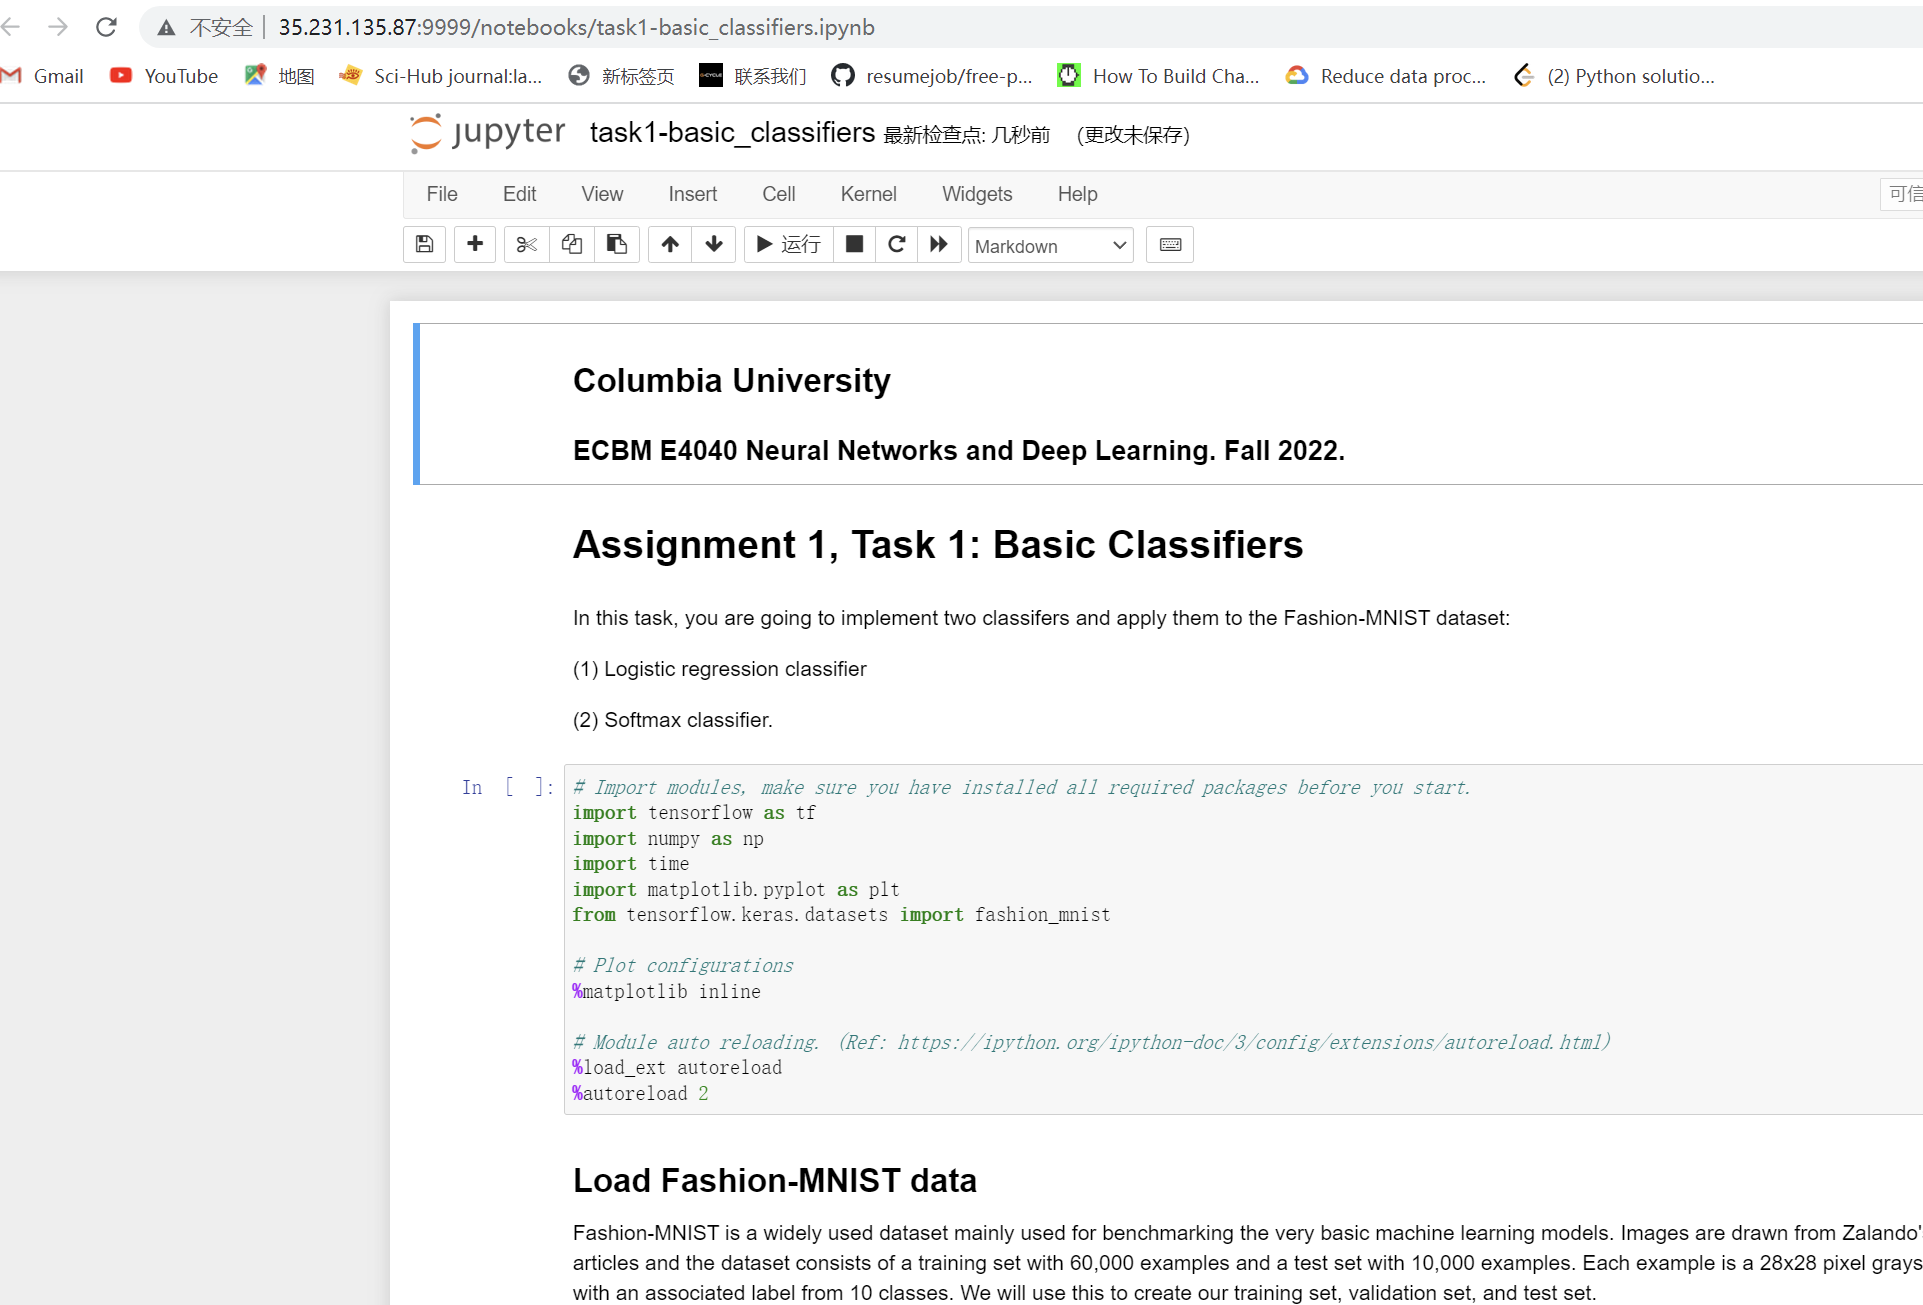 不安全 35.231.135.87:9999/notebooks/task1-basic_classifiers.ipynb
Gmail YouTube 地图 Sci-Hub journal:la... 新标签页 联系我们 resumejob/free-p... How To Build Cha... Reduce data proc... (2) Python solutio...
jupyter task1-basic_classifiers 最新检查点: 几秒前 (更改未保存)
File Edit View Insert Cell Kernel Widgets Help 可信
运行 Markdown
Columbia University
ECBM E4040 Neural Networks and Deep Learning. Fall 2022.
Assignment 1, Task 1: Basic Classifiers
In this task, you are going to implement two classifers and apply them to the Fashion-MNIST dataset:
(1) Logistic regression classifier
(2) Softmax classifier.
In [ ]: # Import modules, make sure you have installed all required packages before you start.
import tensorflow as tf
import numpy as np
import time
import matplotlib.pyplot as plt
from tensorflow.keras.datasets import fashion_mnist
# Plot configurations
%matplotlib inline
# Module auto reloading. (Ref: https://ipython.org/ipython-doc/3/config/extensions/autoreload.html)
%load_ext autoreload
%autoreload 2
Load Fashion-MNIST data
Fashion-MNIST is a widely used dataset mainly used for benchmarking the very basic machine learning models. Images are drawn from Zalando'
articles and the dataset consists of a training set with 60,000 examples and a test set with 10,000 examples. Each example is a 28x28 pixel grays
with an associated label from 10 classes. We will use this to create our training set, validation set, and test set.